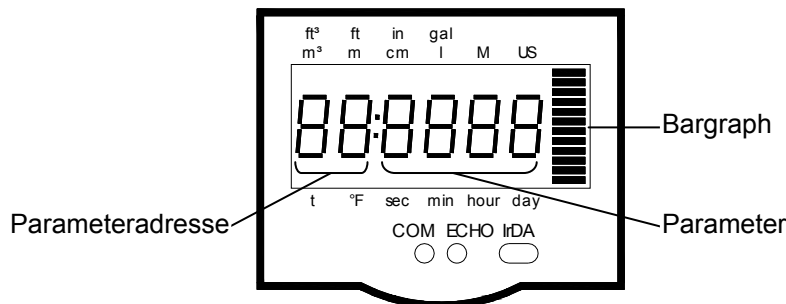 ft³ ft in gal
m³ m cm l M US
88:8888
Bargraph
t °F sec min hour day
Parameteradresse
Parameter
COM ECHO IrDA